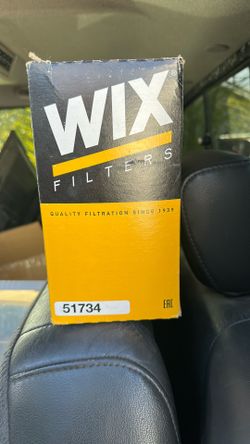 WIX
FILTERS
QUALITY FILTRATION SINCE 1939
51734
EAC